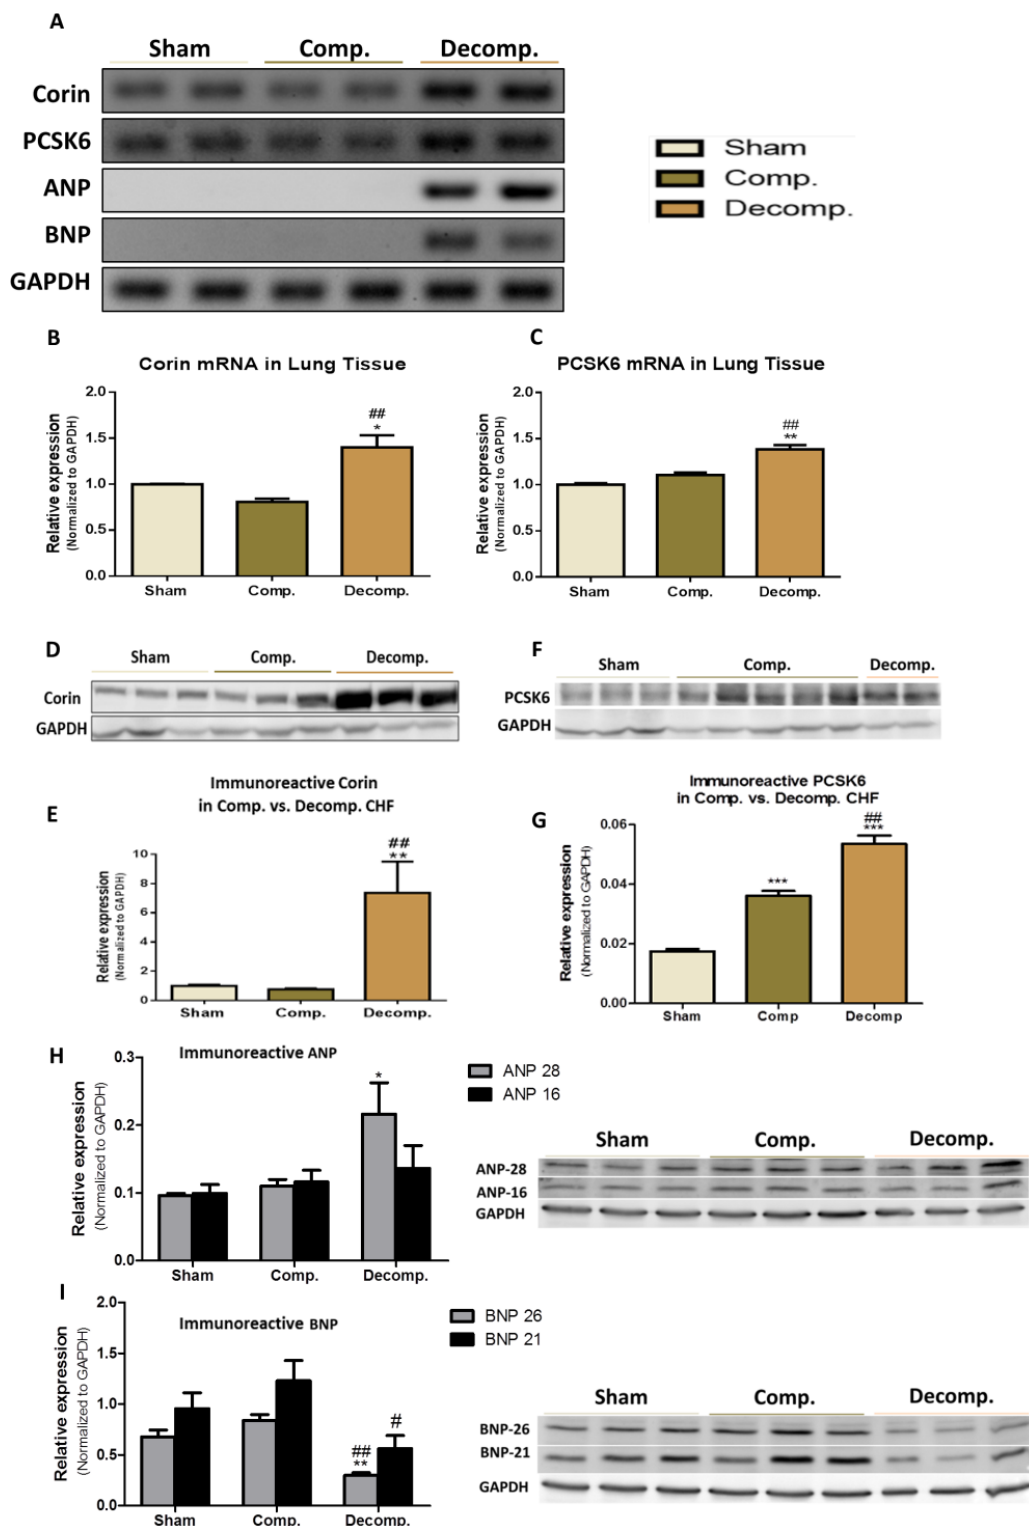 A
Sham Comp. Decomp.
Corin
PCSK6
ANP
BNP
GAPDH
Sham
Comp.
Decomp.
B
Corin mRNA in Lung Tissue
Relative expression
(Normalized to GAPDH)
2.0
1.5
1.0
0.5
0.0
##
*
Sham Comp. Decomp.
C
PCSK6 mRNA in Lung Tissue
Relative expression
(Normalized to GAPDH)
2.0
1.5
1.0
0.5
0.0
##
**
Sham Comp. Decomp.
D
Sham Comp. Decomp.
Corin
GAPDH
F
Sham Comp. Decomp.
PCSK6
GAPDH
E
Immunoreactive Corin
in Comp. vs. Decomp. CHF
Relative expression
(Normalized to GAPDH)
10
8
6
4
2
0
##
**
Sham Comp. Decomp.
G
Immunoreactive PCSK6
in Comp. vs. Decomp. CHF
Relative expression
(Normalized to GAPDH)
0.06
0.04
0.02
0.00
***
##
***
Sham Comp Decomp
H
Immunoreactive ANP
Relative expression
(Normalized to GAPDH)
0.3
0.2
0.1
0.0
*
Sham Comp. Decomp.
ANP 28
ANP 16
Sham Comp. Decomp.
ANP-28
ANP-16
GAPDH
I
Immunoreactive BNP
Relative expression
(Normalized to GAPDH)
2.0
1.5
1.0
0.5
0.0
##
**
#
Sham Comp. Decomp.
BNP 26
BNP 21
Sham Comp. Decomp.
BNP-26
BNP-21
GAPDH